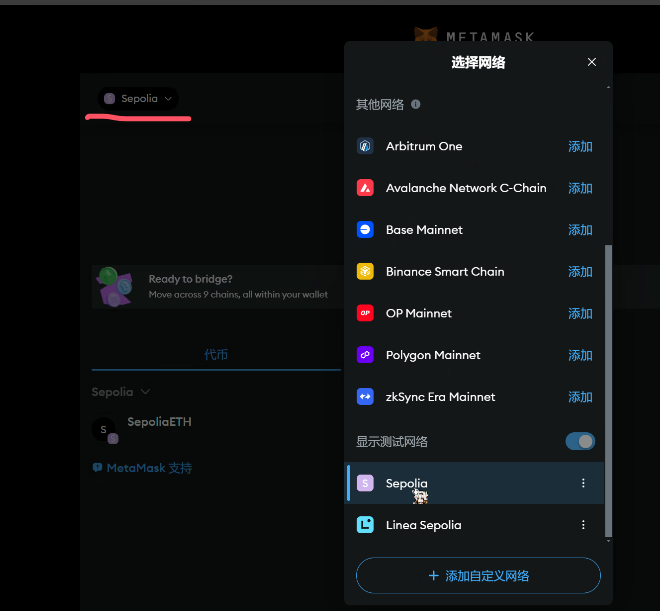 METAMASK
选择网络
Sepolia
其他网络
Arbitrum One 添加
Avalanche Network C-Chain 添加
Base Mainnet 添加
Binance Smart Chain 添加
OP OP Mainnet 添加
Polygon Mainnet 添加
zkSync Era Mainnet 添加
显示测试网络
S Sepolia
L Linea Sepolia
+ 添加自定义网络
Ready to bridge?
Move across 9 chains, all within your wallet
代币
Sepolia
S SepoliaETH
S
MetaMask 支持